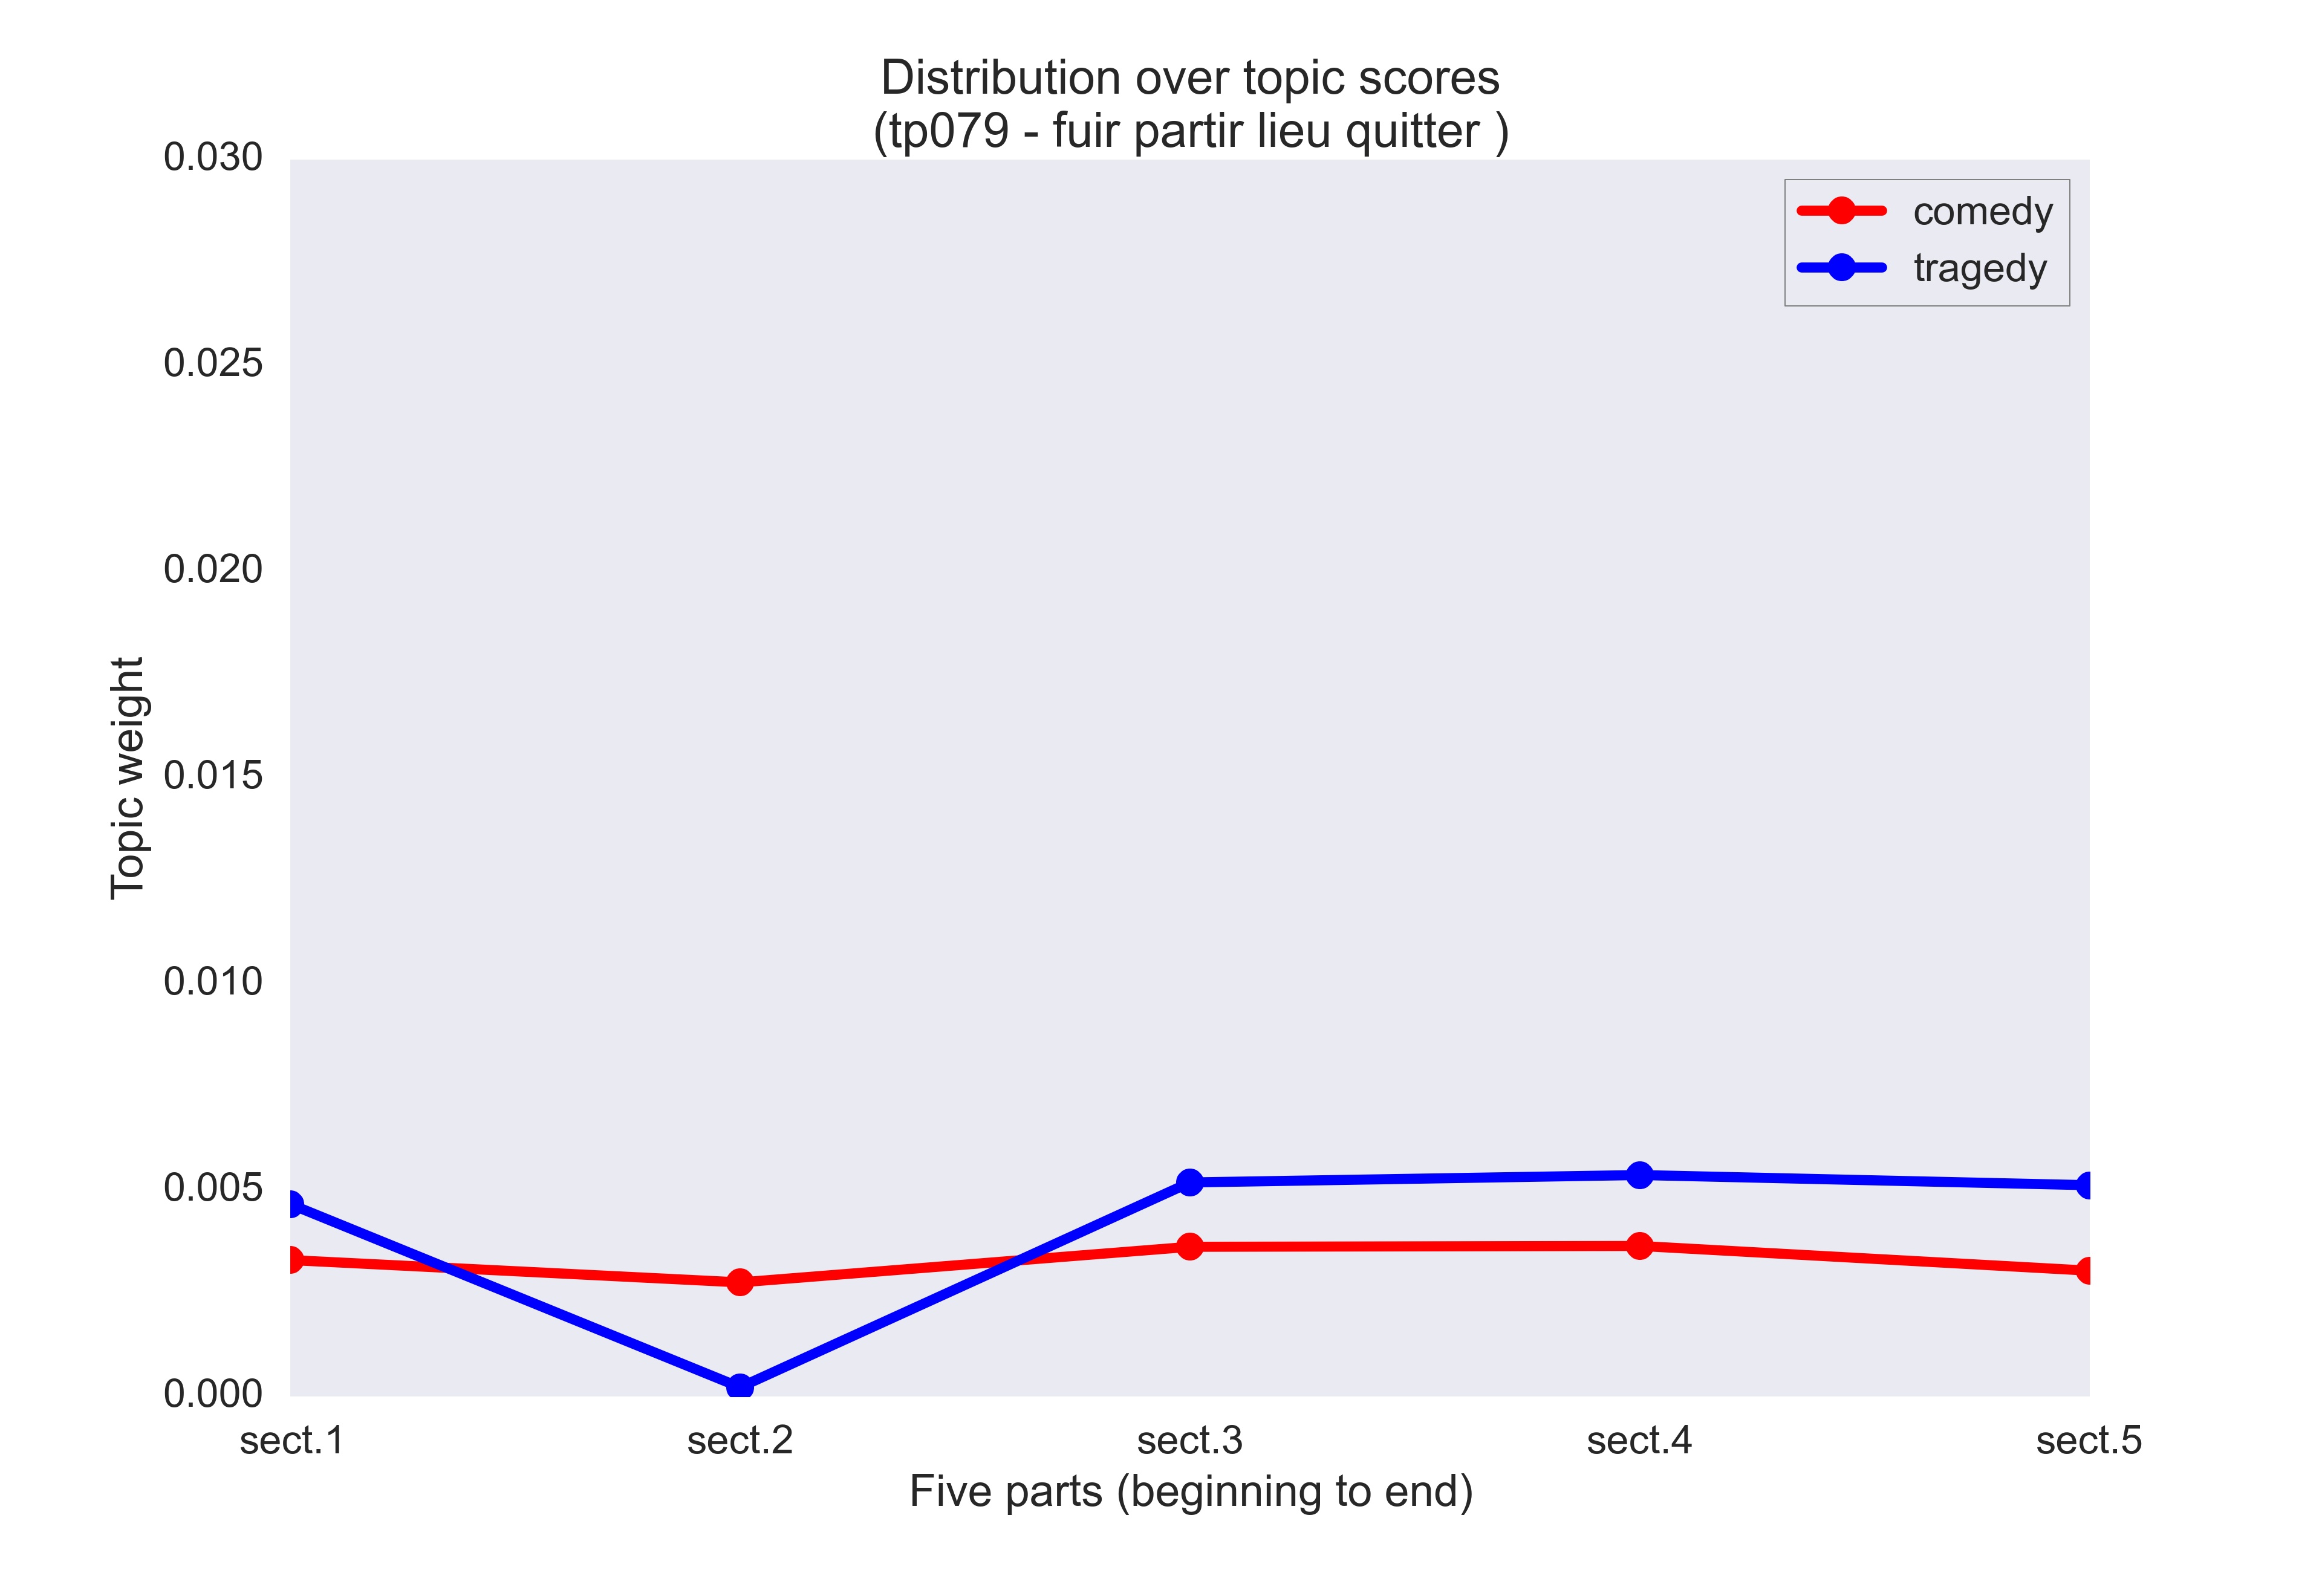 Distribution over topic scores
(tp079 - fuir partir lieu quitter )
comedy
tragedy
Topic weight
0.030
0.025
0.020
0.015
0.010
0.005
0.000
sect.1
sect.2
sect.3
sect.4
sect.5
Five parts (beginning to end)